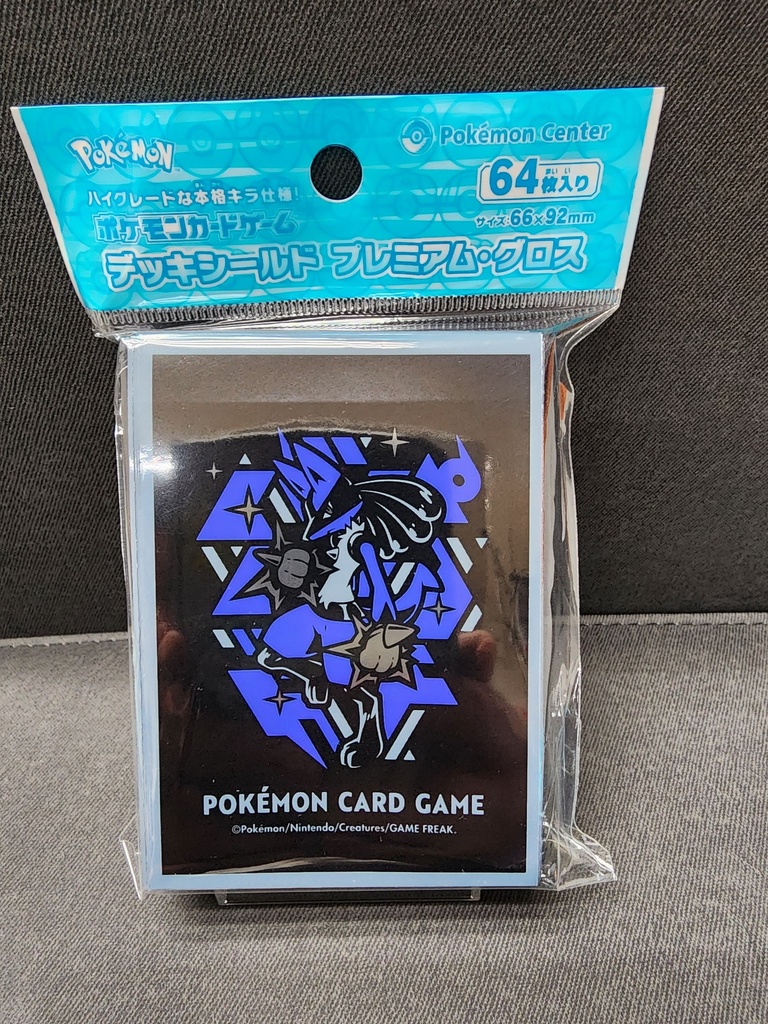 Pokémon
Pokémon Center
ハイグレードな本格キラ仕様!
64枚入り
ポケモンカードゲーム
サイズ:66×92mm
デッキシールド プレミアム・グロス
POKÉMON CARD GAME
©Pokémon/Nintendo/Creatures/GAME FREAK.